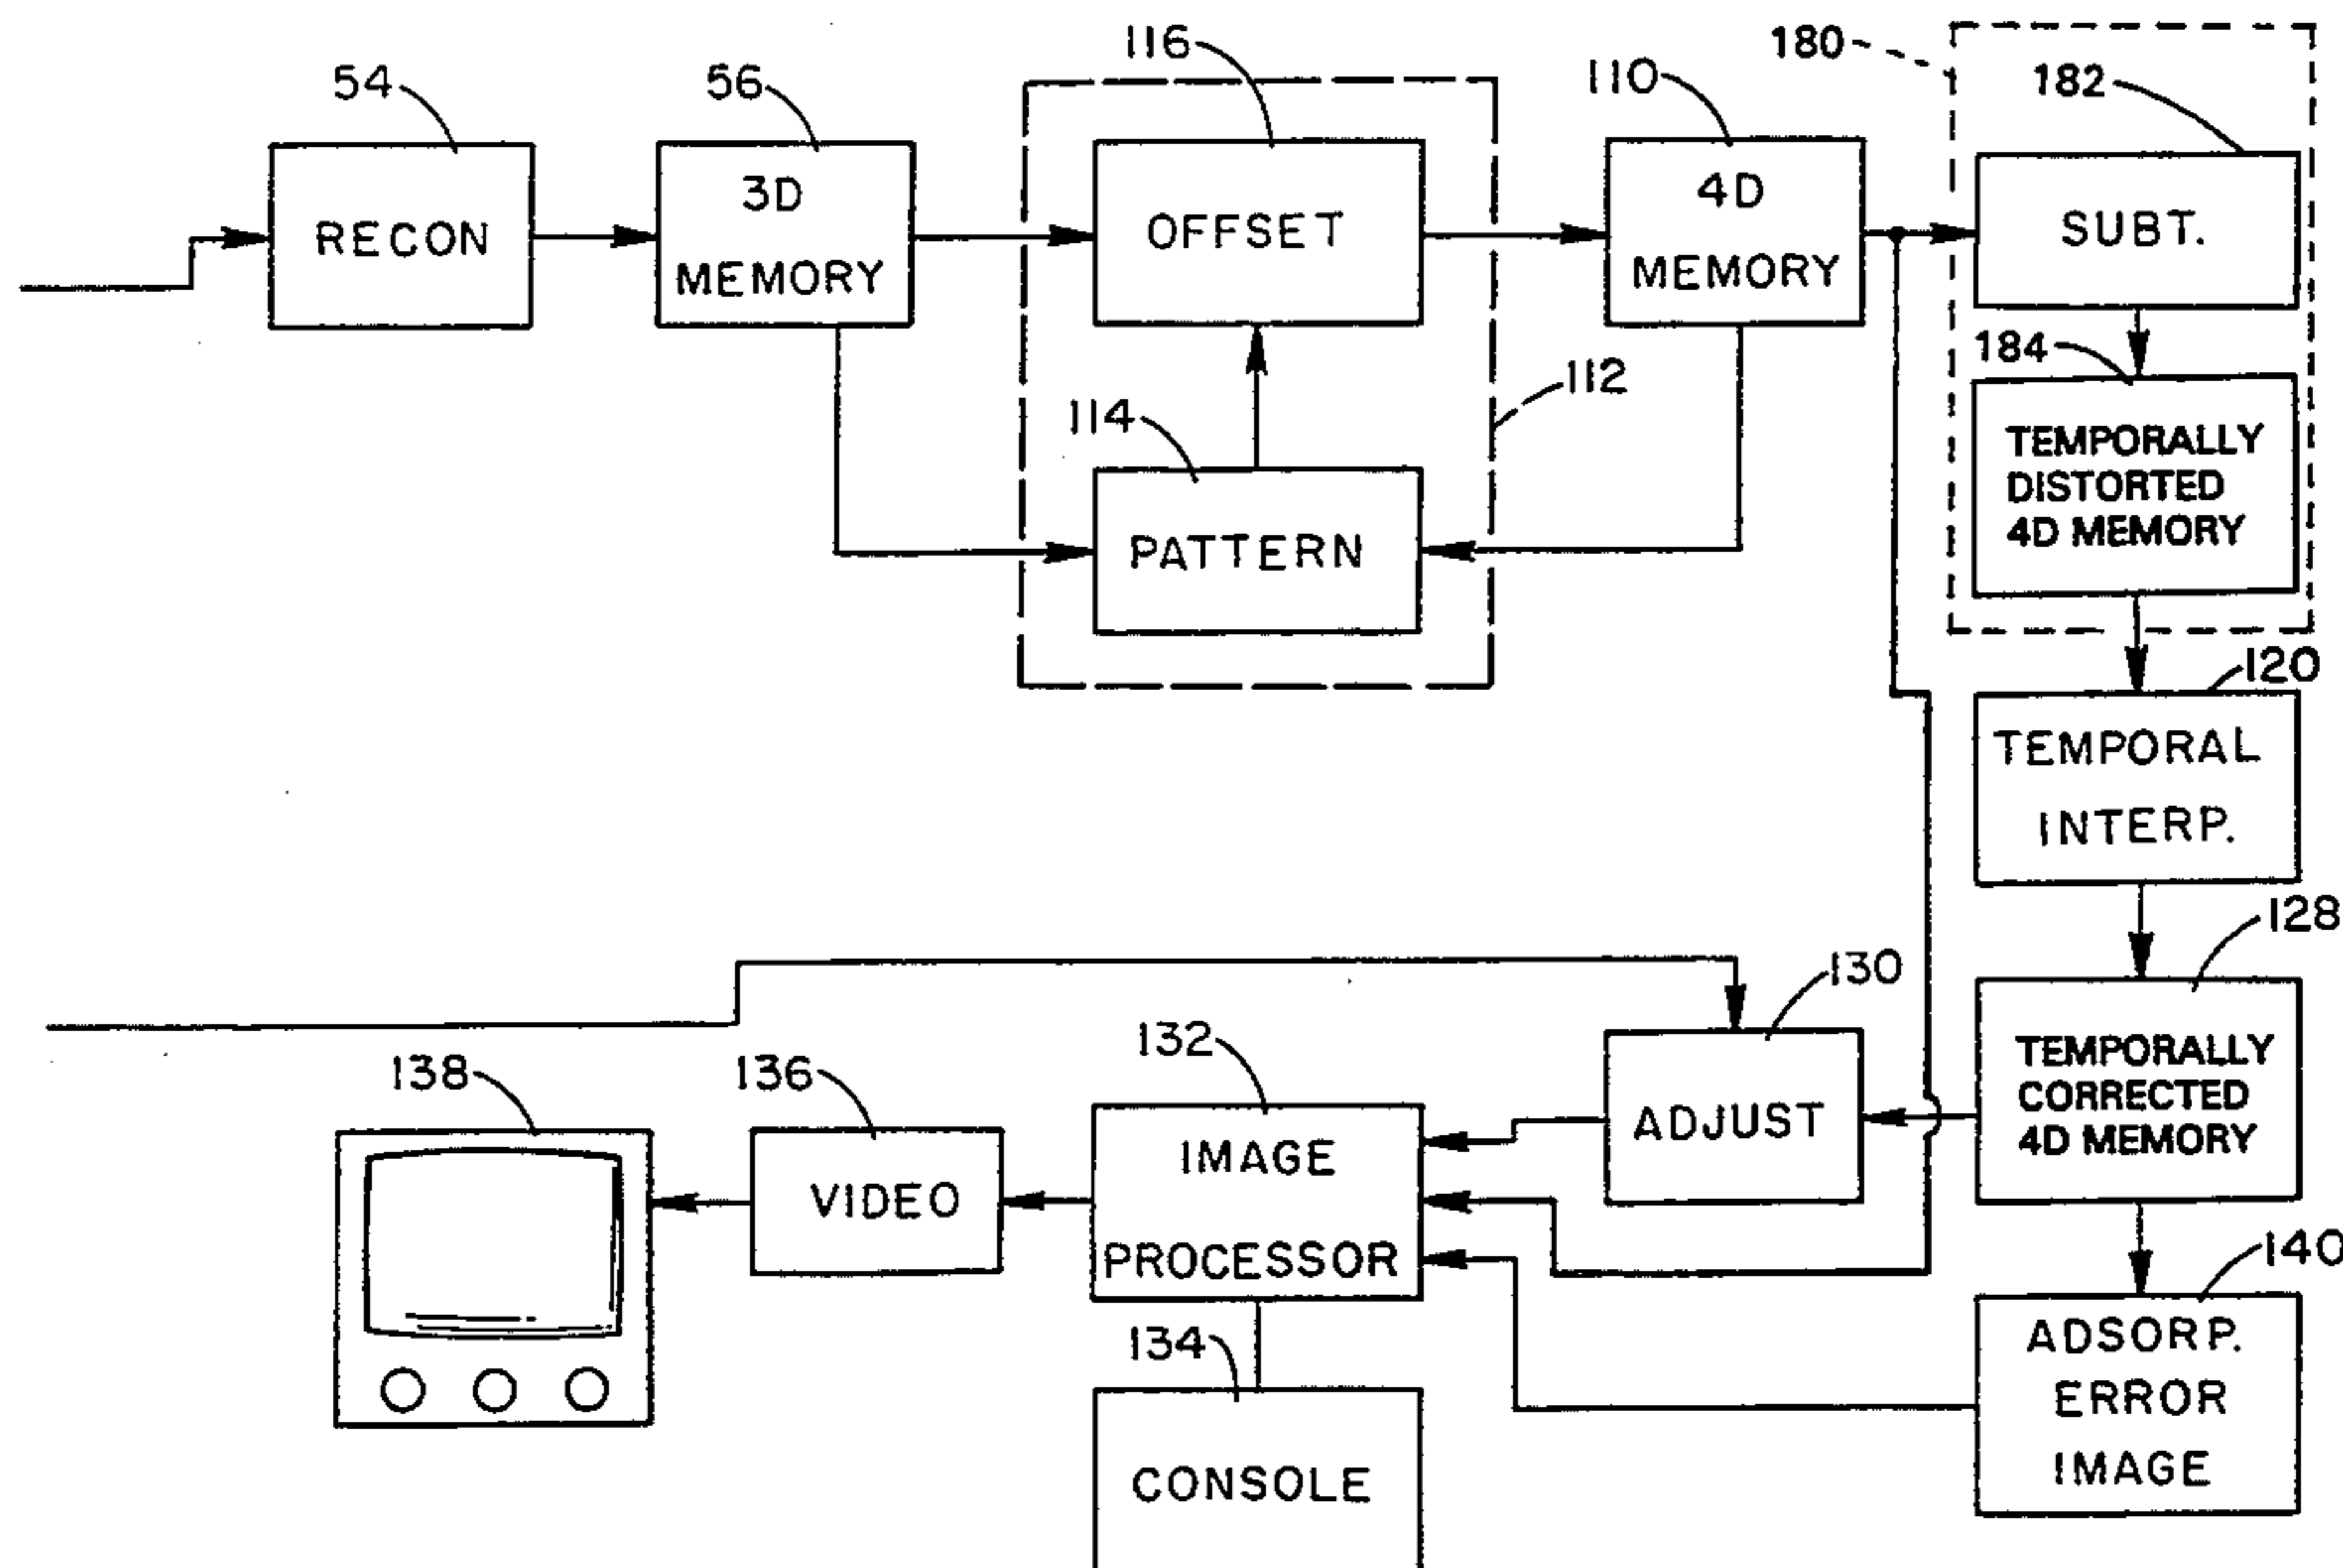 54
56
116
110
180
182
RECON
3D
MEMORY
OFFSET
4D
MEMORY
SUBT.
184
112
114
PATTERN
TEMPORALLY
DISTORTED
4D MEMORY
120
TEMPORAL
INTERP.
128
130
132
138
136
TEMPORALLY
CORRECTED
4D MEMORY
ADJUST
IMAGE
PROCESSOR
VIDEO
140
134
ADSORP.
ERROR
IMAGE
CONSOLE